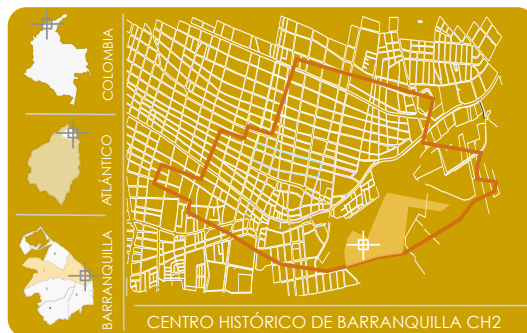 COLOMBIA
ATLÁNTICO
BARRANQUILLA
CENTRO HISTÓRICO DE BARRANQUILLA CH2